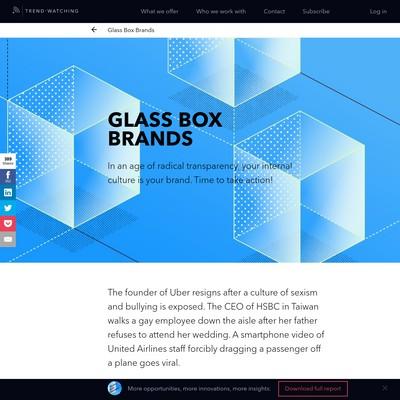 TREND-WATCHING
What we offer
Who we work with
Contact
Subscribe
Log in
Glass Box Brands
GLASS BOX
BRANDS
In an age of radical transparency, your internal
culture is your brand. Time to take action!
389
Shares
The founder of Uber resigns after a culture of sexism
and bullying is exposed. The CEO of HSBC in Taiwan
walks a gay employee down the aisle after her father
refuses to attend her wedding. A smartphone video of
United Airlines staff forcibly dragging a passenger off
a plane goes viral.
More opportunities, more innovations, more insights:
Download full report